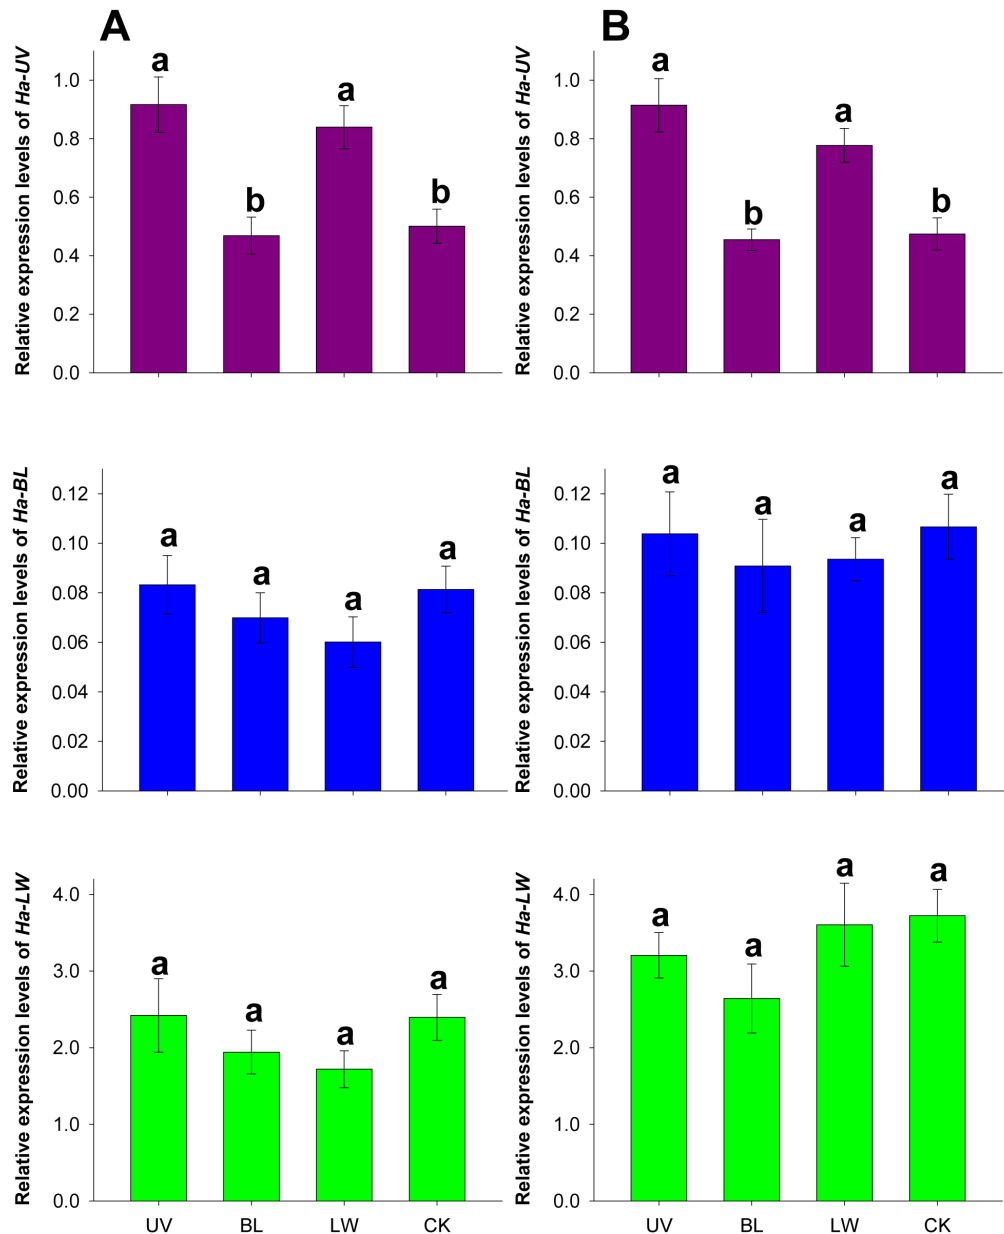 A
B
Relative expression levels of Ha-UV
1.0
0.8
0.6
0.4
0.2
0.0
a
b
a
b
Relative expression levels of Ha-UV
1.0
0.8
0.6
0.4
0.2
0.0
a
b
a
b
Relative expression levels of Ha-BL
0.12
0.10
0.08
0.06
0.04
0.02
0.00
a
a
a
a
Relative expression levels of Ha-BL
0.12
0.10
0.08
0.06
0.04
0.02
0.00
a
a
a
a
Relative expression levels of Ha-LW
4.0
3.0
2.0
1.0
0.0
a
a
a
a
UV BL LW CK
Relative expression levels of Ha-LW
4.0
3.0
2.0
1.0
0.0
a
a
a
a
UV BL LW CK